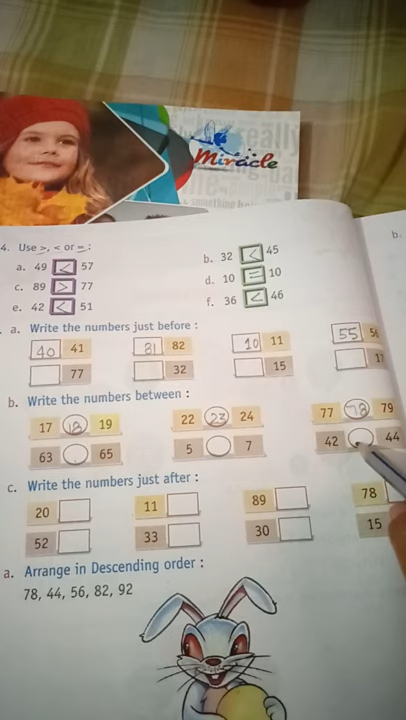 Miracle
something
4. Use >, < or = :
b.
a. 49 < 57
b. 32 < 45
c. 89 > 77
d. 10 = 10
e. 42 < 51
f. 36 < 46
a. Write the numbers just before :
40 41
81 82
10 11
55
77
32
15
b. Write the numbers between :
17 18 19
22 23 24
77 78 79
63 65
5 7
42 44
c. Write the numbers just after :
20
11
89
78
52
33
30
15
a. Arrange in Descending order :
78, 44, 56, 82, 92